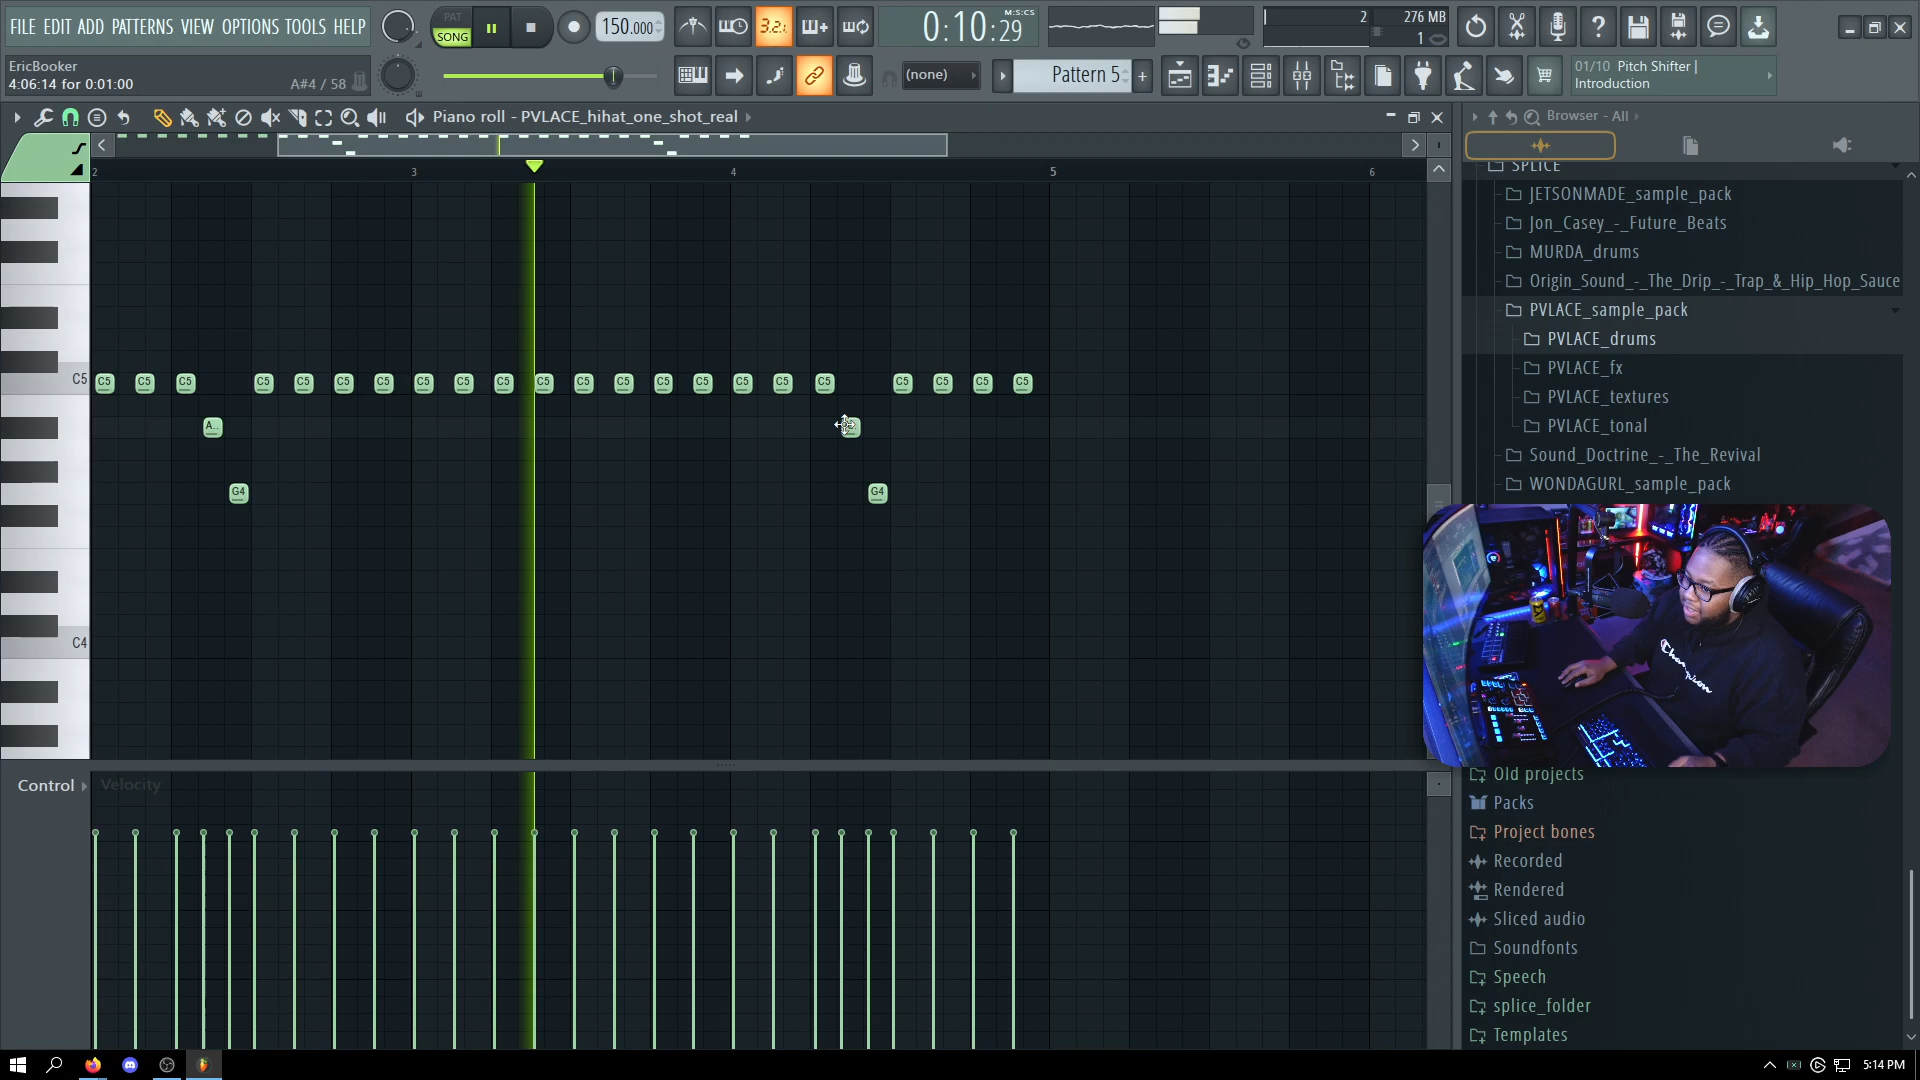 FILE EDIT ADD PATTERNS VIEW OPTIONS TOOLS HELP
PAT
SONG
150.000
3.2.
0:10:29
M:S:CS
2
276 MB
1
EricBooker
4:06:14 for 0:01:00
A#4 / 58
(none)
Pattern 5
01/10 Pitch Shifter |
Introduction
Piano roll - PVLACE_hihat_one_shot_real
Browser - All
2
3
4
5
6
C5
C4
C5 C5 C5 C5 C5 C5 C5 C5 C5 C5 C5 C5 C5 C5 C5 C5 C5 C5 C5 C5 C5 C5
A..
G4 G4
Control
Velocity
SPLICE
JETSONMADE_sample_pack
Jon_Casey_-_Future_Beats
MURDA_drums
Origin_Sound_-_The_Drip_-_Trap_&_Hip_Hop_Sauce
PVLACE_sample_pack
PVLACE_drums
PVLACE_fx
PVLACE_textures
PVLACE_tonal
Sound_Doctrine_-_The_Revival
WONDAGURL_sample_pack
Champion
Old projects
Packs
Project bones
Recorded
Rendered
Sliced audio
Soundfonts
Speech
splice_folder
Templates
5:14 PM